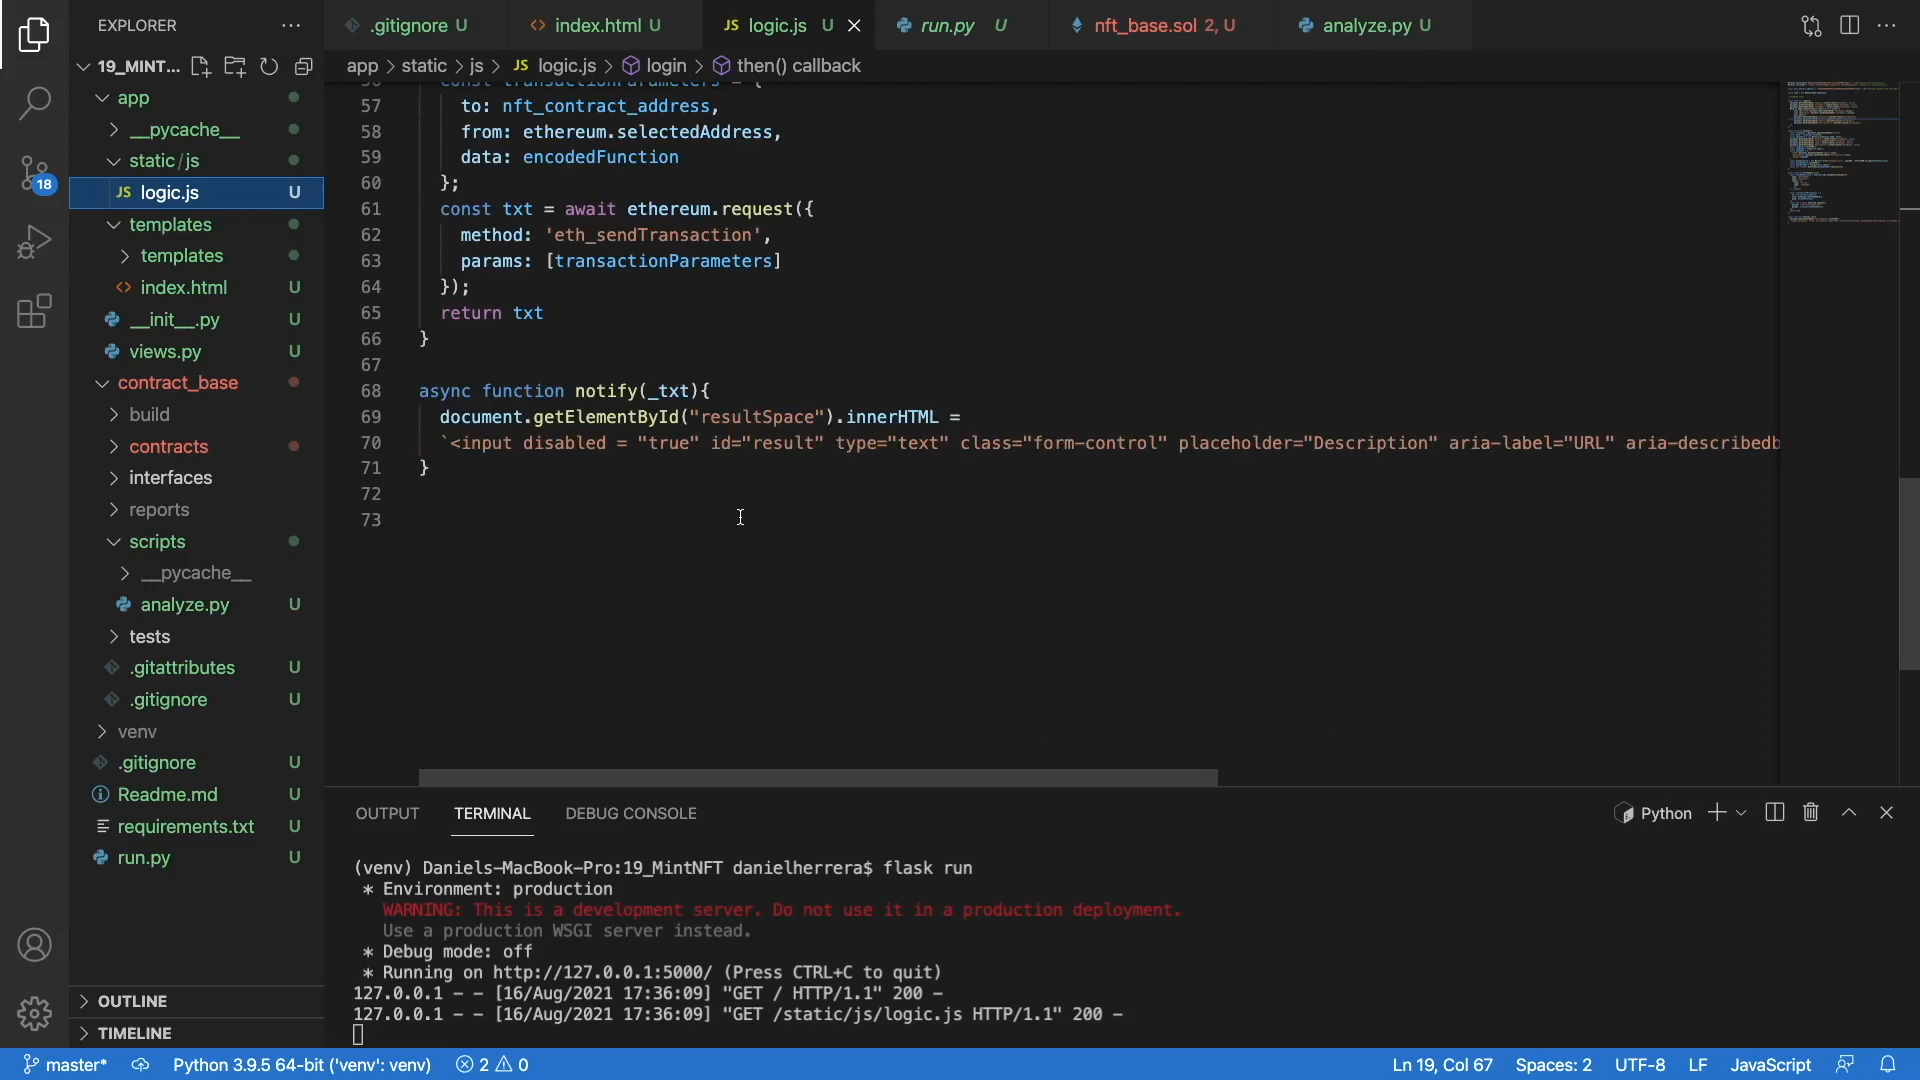 EXPLORER
.gitignore U
index.html U
JS logic.js U
run.py U
nft_base.sol 2, U
analyze.py U
19_MINT...
app > static > js > JS logic.js > login > then() callback
app
__pycache__
static/js
JS logic.js U
templates
templates
index.html U
__init__.py U
views.py U
contract_base
build
contracts
interfaces
reports
scripts
__pycache__
analyze.py U
tests
.gitattributes U
.gitignore U
venv
.gitignore U
Readme.md U
requirements.txt U
run.py U
OUTLINE
TIMELINE
18
56 const transactionParameters = {
57 to: nft_contract_address,
58 from: ethereum.selectedAddress,
59 data: encodedFunction
60 };
61 const txt = await ethereum.request({
62 method: 'eth_sendTransaction',
63 params: [transactionParameters]
64 });
65 return txt
66 }
67
68 async function notify(_txt){
69 document.getElementById("resultSpace").innerHTML =
70 `<input disabled = "true" id="result" type="text" class="form-control" placeholder="Description" aria-label="URL" aria-describedb
71 }
72
73
OUTPUT TERMINAL DEBUG CONSOLE
Python
(venv) Daniels-MacBook-Pro:19_MintNFT danielherrera$ flask run
* Environment: production
WARNING: This is a development server. Do not use it in a production deployment.
Use a production WSGI server instead.
* Debug mode: off
* Running on http://127.0.0.1:5000/ (Press CTRL+C to quit)
127.0.0.1 - - [16/Aug/2021 17:36:09] "GET / HTTP/1.1" 200 -
127.0.0.1 - - [16/Aug/2021 17:36:09] "GET /static/js/logic.js HTTP/1.1" 200 -
master* Python 3.9.5 64-bit ('venv': venv) 2 0 Ln 19, Col 67 Spaces: 2 UTF-8 LF JavaScript